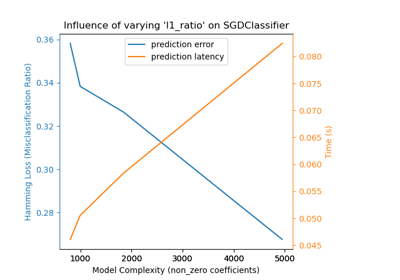 Influence of varying 'l1_ratio' on SGDClassifier
prediction error
prediction latency
Hamming Loss (Misclassification Ratio)
0.36
0.34
0.32
0.30
0.28
0.080
0.075
0.070
0.065
0.060
0.055
0.050
0.045
Time (s)
1000 2000 3000 4000 5000
Model Complexity (non_zero coefficients)